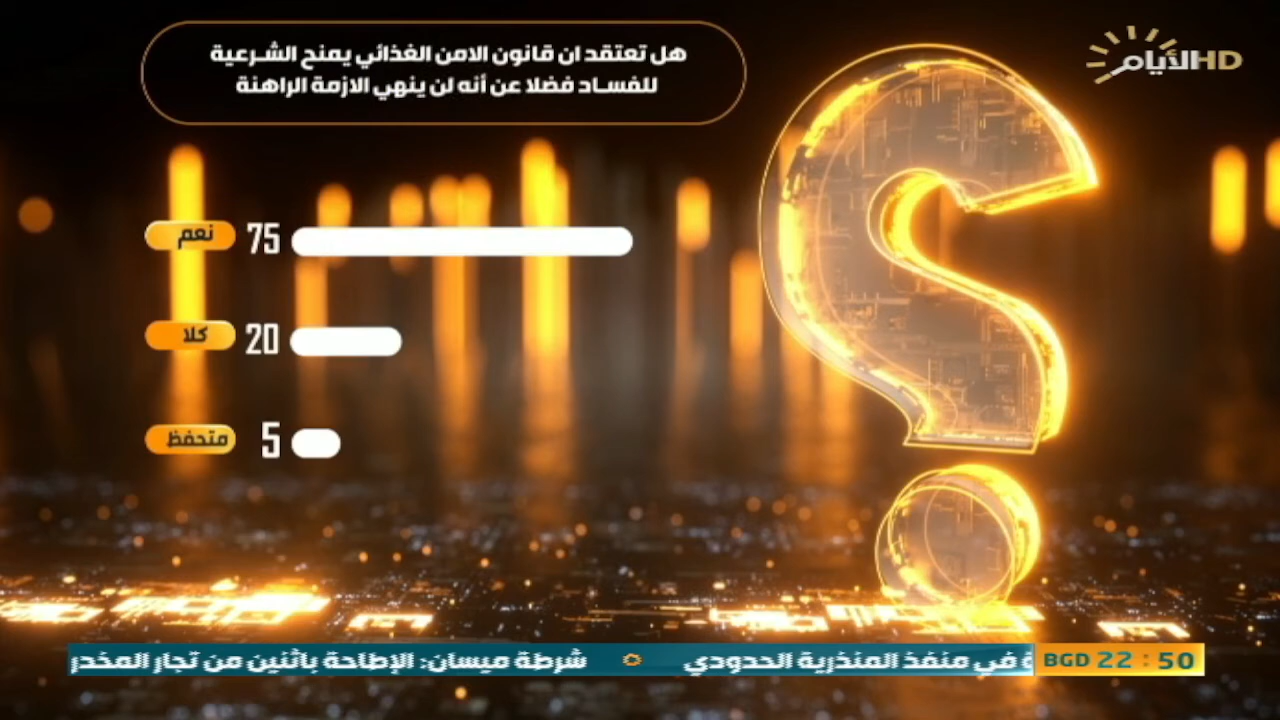 هل تعتقد ان قانون الامن الغذائي يمنح الشرعية
للفساد فضلا عن أنه لن ينهي الازمة الراهنة
الأيام HD
نعم 75
كلا 20
متحفظ 5
في منفذ المنذرية الحدودي
شرطة ميسان: الإطاحة باثنين من تجار المخدر
BGD 22:50